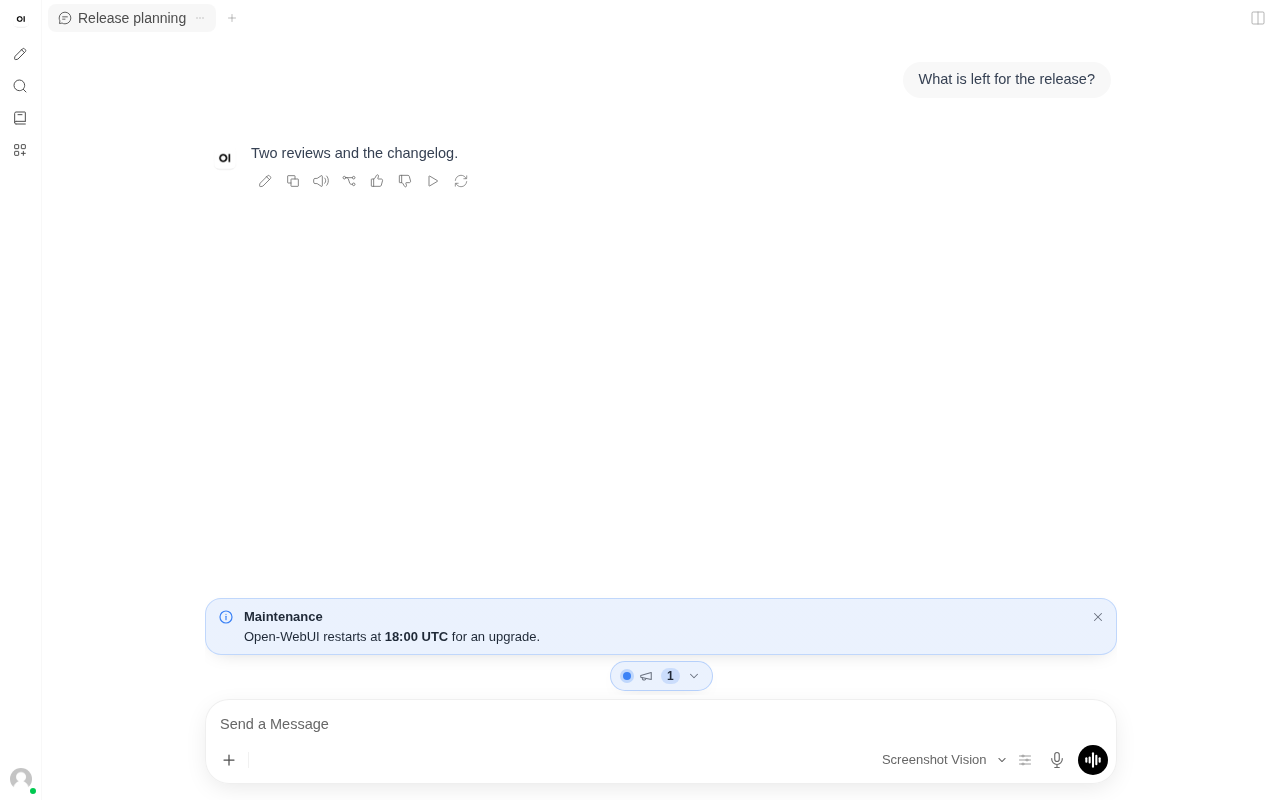 OI
Release planning
What is left for the release?
OI
Two reviews and the changelog.
Maintenance
Open-WebUI restarts at 18:00 UTC for an upgrade.
1
Send a Message
Screenshot Vision